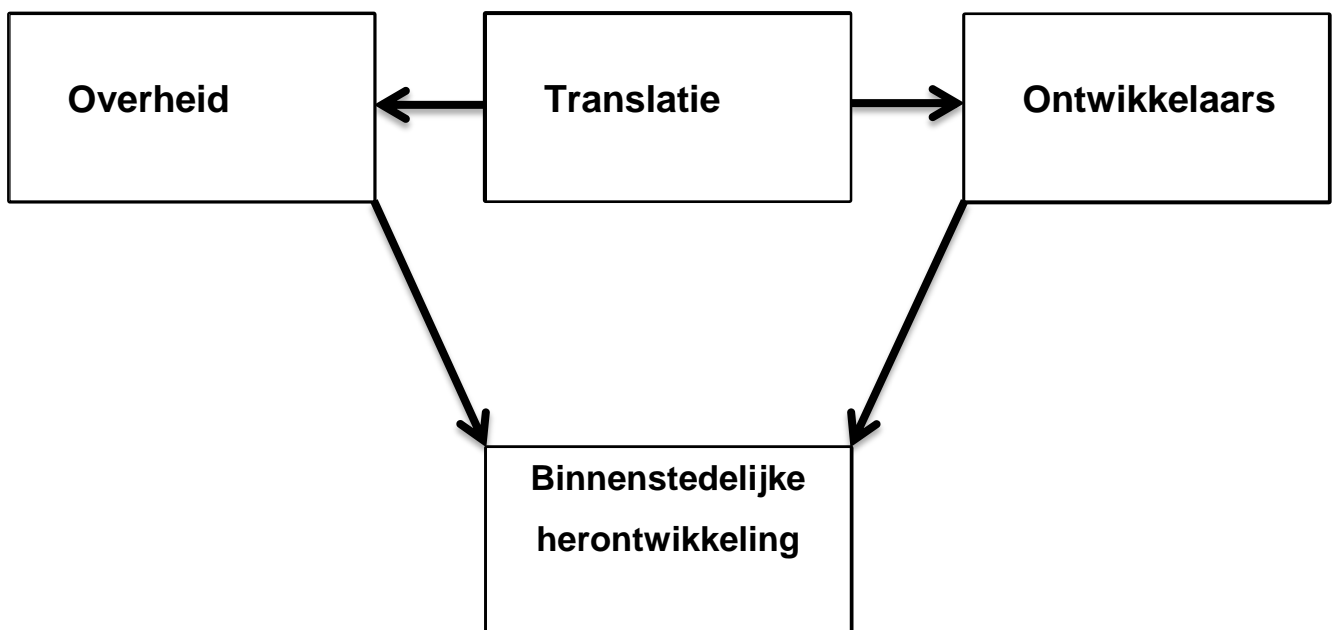 Overheid
Translatie
Ontwikkelaars
Binnenstedelijke
herontwikkeling